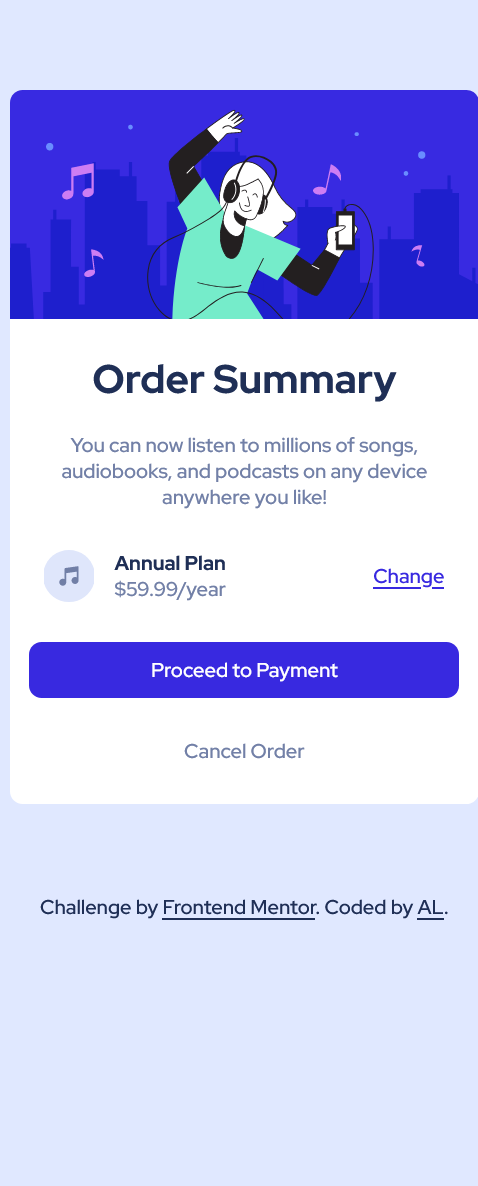 Order Summary
You can now listen to millions of songs,
audiobooks, and podcasts on any device
anywhere you like!
Annual Plan
$59.99/year
Change
Proceed to Payment
Cancel Order
Challenge by Frontend Mentor. Coded by AL.